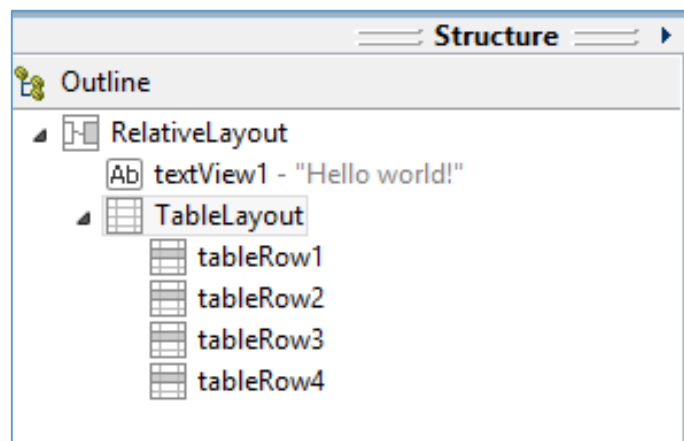 Structure
Outline
RelativeLayout
Ab textView1 - "Hello world!"
TableLayout
tableRow1
tableRow2
tableRow3
tableRow4